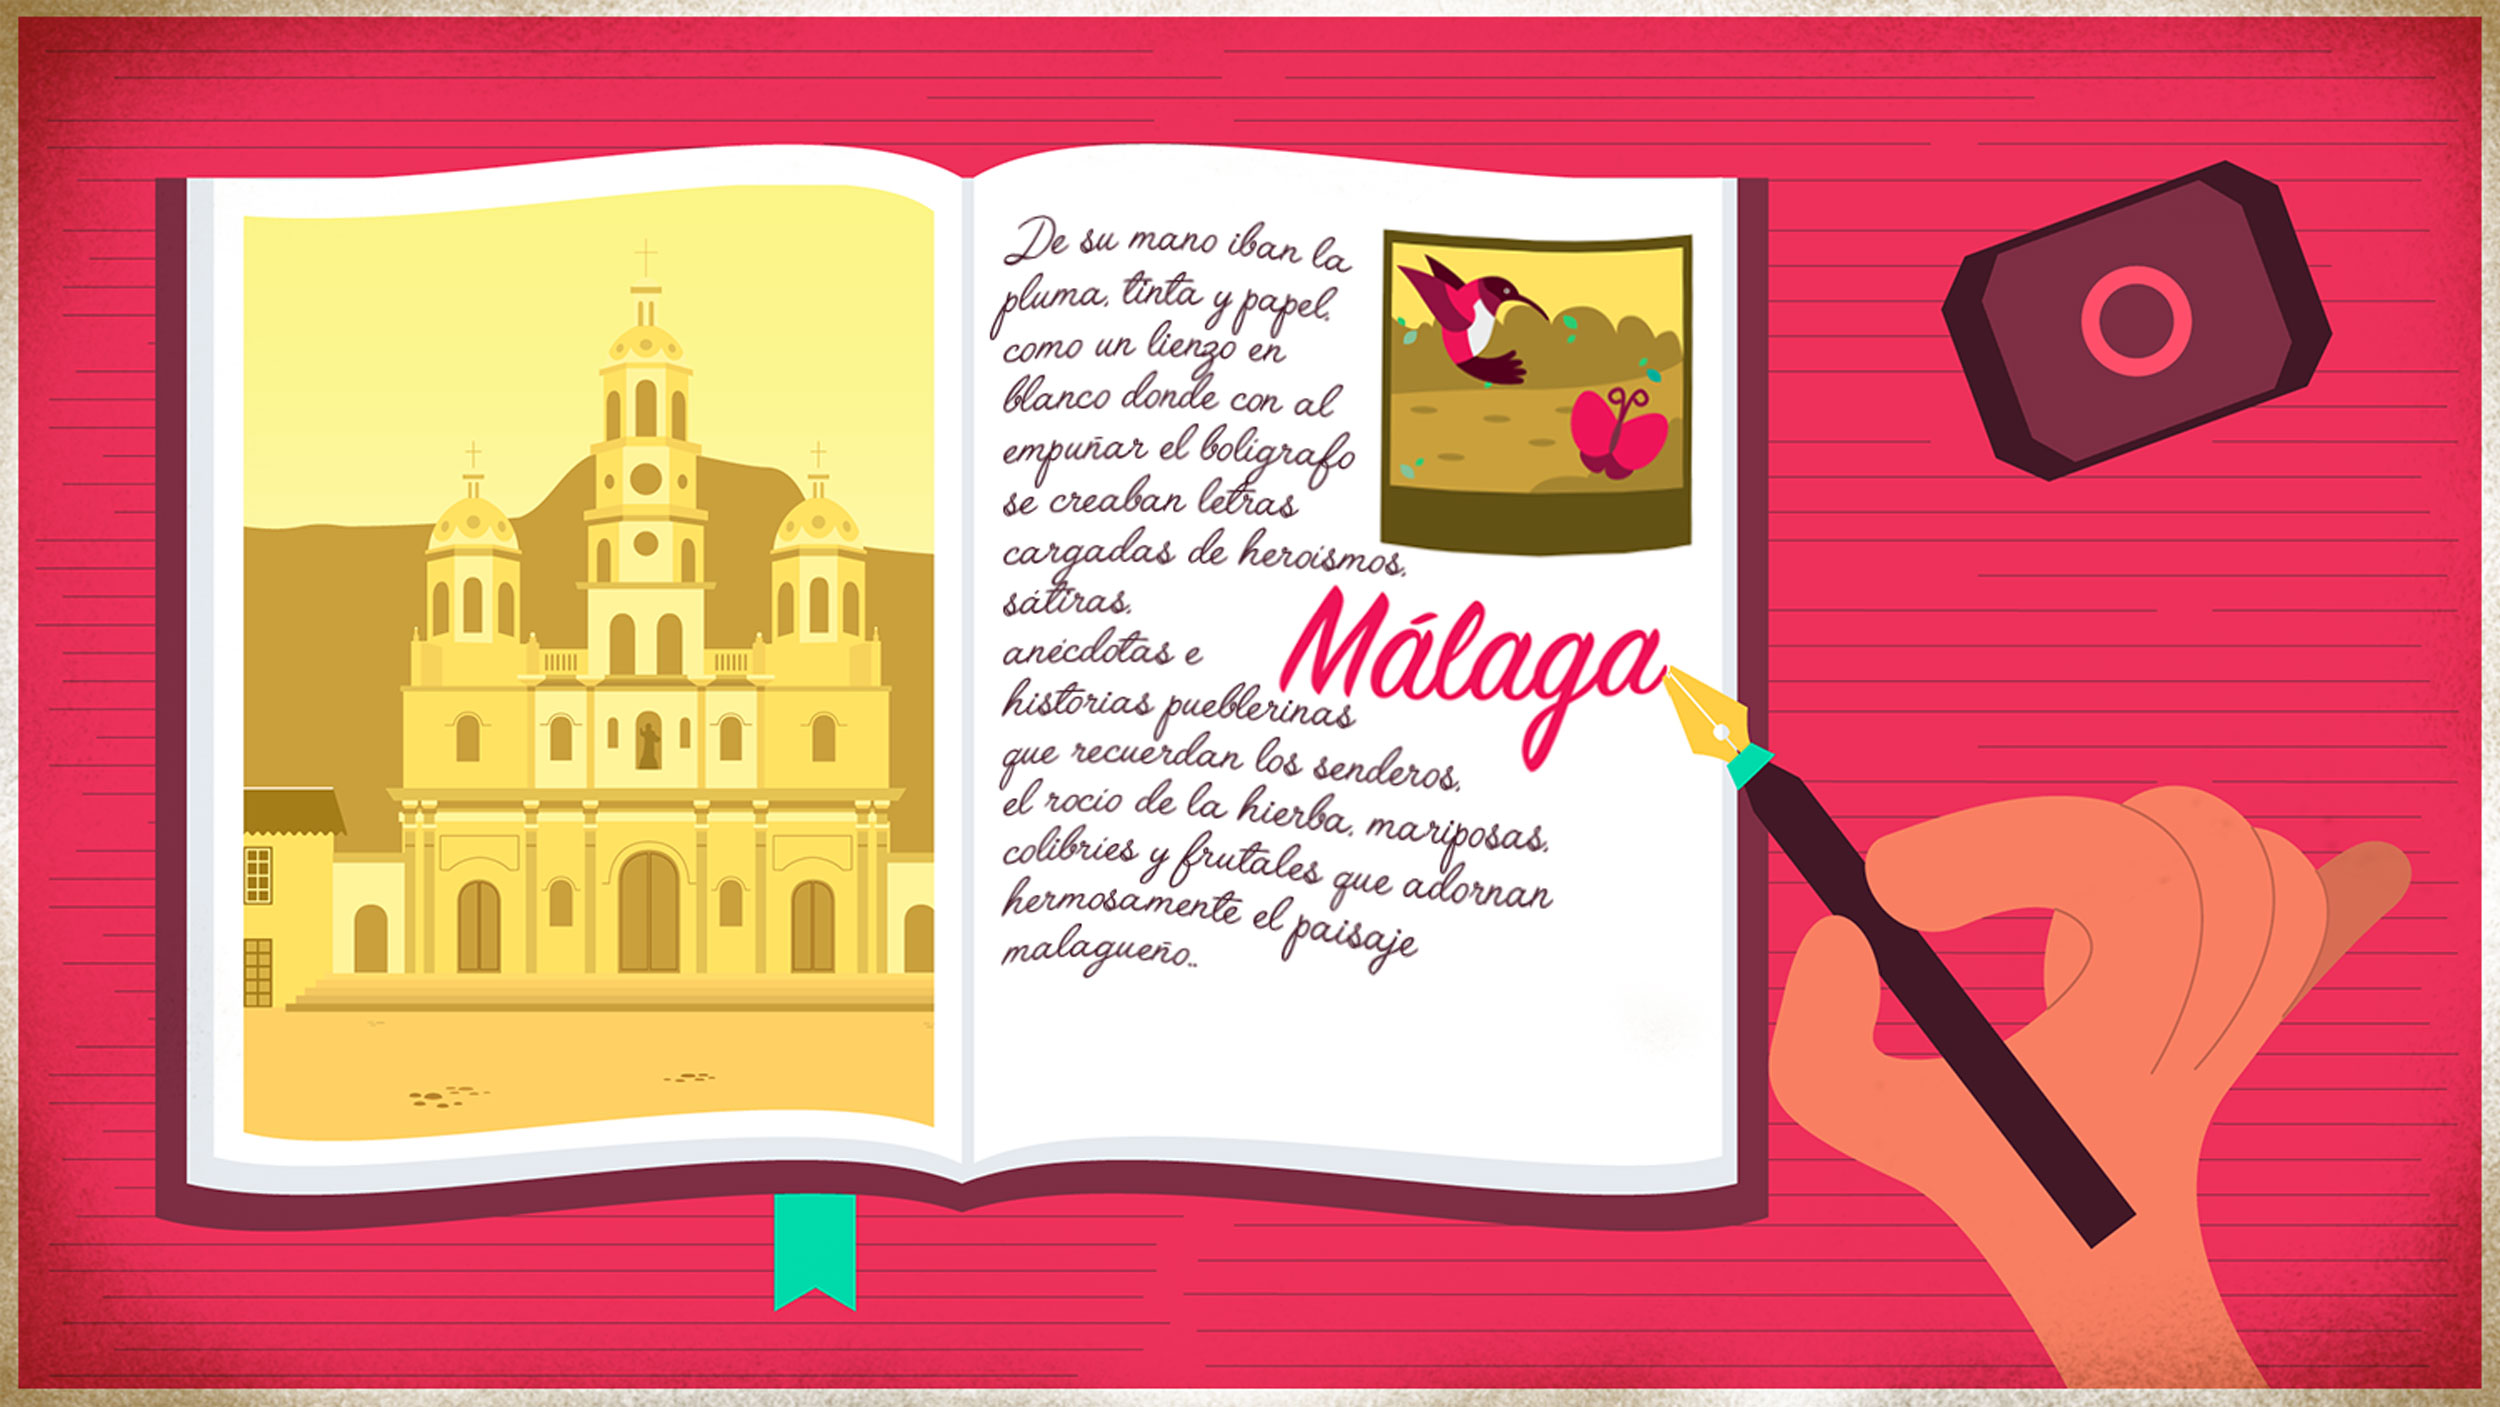 De su mano iban la
pluma, tinta y papel,
como un lienzo en
blanco donde con al
empuñar el bolígrafo
se creaban letras
cargadas de heroísmos,
sátiras,
anécdotas e
historias pueblerinas
que recuerdan los senderos,
el rocío de la hierba, mariposas,
colibríes y frutales que adornan
hermosamente el paisaje
malagueño..
Málaga